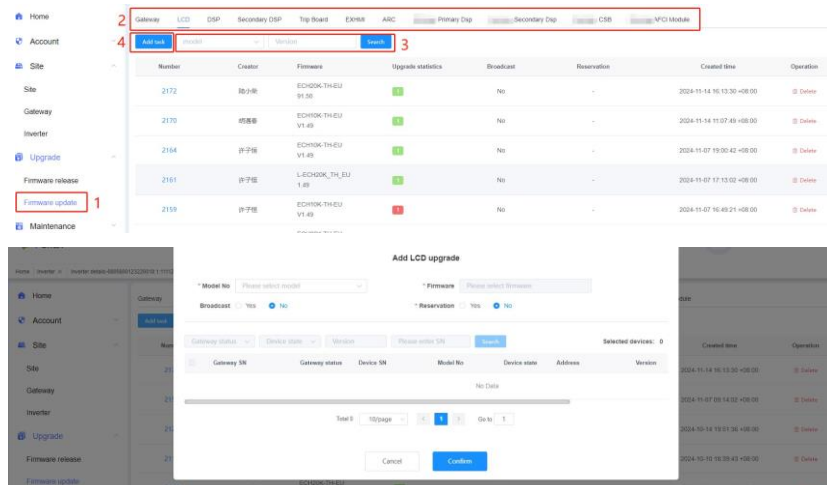 Home
Account
Site
Site
Gateway
Inverter
Upgrade
Firmware release
Firmware update
Maintenance
1
2
Gateway LCD DSP Secondary DSP Trip Board EXHMI ARC Primary Dsp Secondary Dsp CSB AFCI Module
4
Add task model Version Search
3
Number Creator Firmware Upgrade statistics Broadcast Reservation Created time Operation
ECH20K-TH-EU
2172 1 No - 2024-11-14 16:13:30 +08:00 Delete
91.56
ECH10K-TH-EU
2170 1 No - 2024-11-14 11:07:49 +08:00 Delete
V1.49
ECH10K-TH-EU
2164 许子恒 1 No - 2024-11-07 19:00:42 +08:00 Delete
V1.49
L-ECH20K_TH_EU
2161 许子恒 1 No - 2024-11-07 17:13:02 +08:00 Delete
1.49
ECH10K-TH-EU
2159 许子恒 1 No - 2024-11-07 16:49:21 +08:00 Delete
V1.49
Home Inverter
Home
Account
Site
Site
Gateway
Inverter
Upgrade
Firmware release
Firmware update
Gateway
Add task
Add LCD upgrade
* Model No Please select model * Firmware Please select firmware
Broadcast Yes No * Reservation Yes No
Gateway status Device state Version Please enter SN Search Selected devices: 0
Gateway SN Gateway status Device SN Model No Device state Address Version
No Data
Total 0 10/page < 1 > Go to 1
Cancel Confirm
Created time Operation
2024-11-14 16:13:30 +08:00 Delete
2024-11-07 09:14:02 +08:00 Delete
2024-10-14 19:51:36 +08:00 Delete
2024-10-10 16:39:43 +08:00 Delete
ECH20K-TH-EU